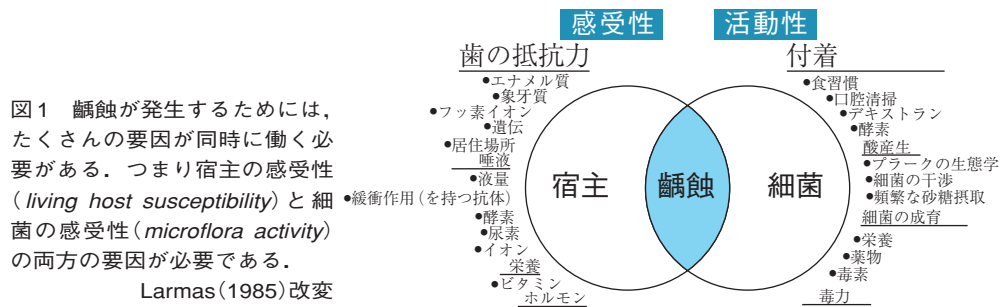 図1　齲蝕が発生するためには，
たくさんの要因が同時に働く必
要がある．つまり宿主の感受性
（living host susceptibility）と細
菌の感受性（microflora activity）
の両方の要因が必要である．
Larmas（1985）改変
感受性
歯の抵抗力
●エナメル質
●象牙質
●フッ素イオン
●遺伝
●居住場所
唾液
●液量
●緩衝作用（を持つ抗体）
●酵素
●尿素
●イオン
栄養
●ビタミン
ホルモン
宿主
齲蝕
細菌
活動性
付着
●食習慣
●口腔清掃
●デキストラン
●酵素
酸産生
●プラークの生態学
●細菌の干渉
●頻繁な砂糖摂取
細菌の成育
●栄養
●薬物
●毒素
毒力